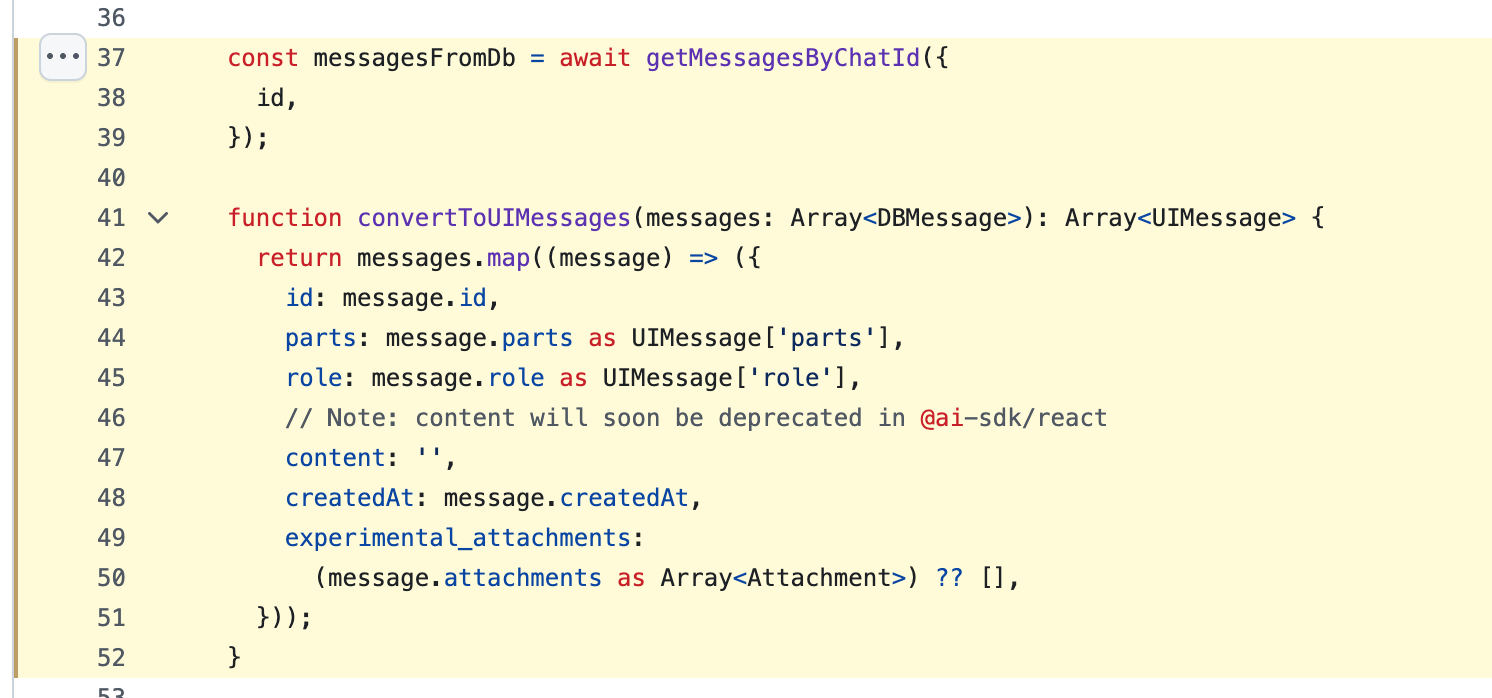 36
37 const messagesFromDb = await getMessagesByChatId({
38 id,
39 });
40
41 function convertToUIMessages(messages: Array<DBMessage>): Array<UIMessage> {
42 return messages.map((message) => ({
43 id: message.id,
44 parts: message.parts as UIMessage['parts'],
45 role: message.role as UIMessage['role'],
46 // Note: content will soon be deprecated in @ai-sdk/react
47 content: '',
48 createdAt: message.createdAt,
49 experimental_attachments:
50 (message.attachments as Array<Attachment>) ?? [],
51 }));
52 }
53